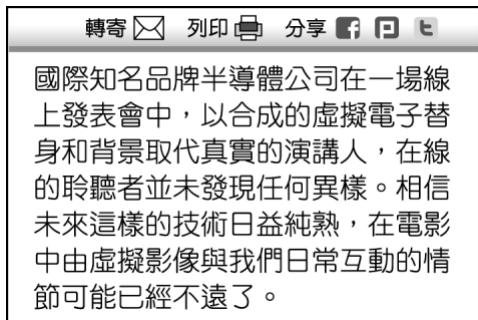 轉寄 列印 分享
國際知名品牌半導體公司在一場線
上發表會中，以合成的虛擬電子替
身和背景取代真實的演講人，在線
的聆聽者並未發現任何異樣。相信
未來這樣的技術日益純熟，在電影
中由虛擬影像與我們日常互動的情
節可能已經不遠了。